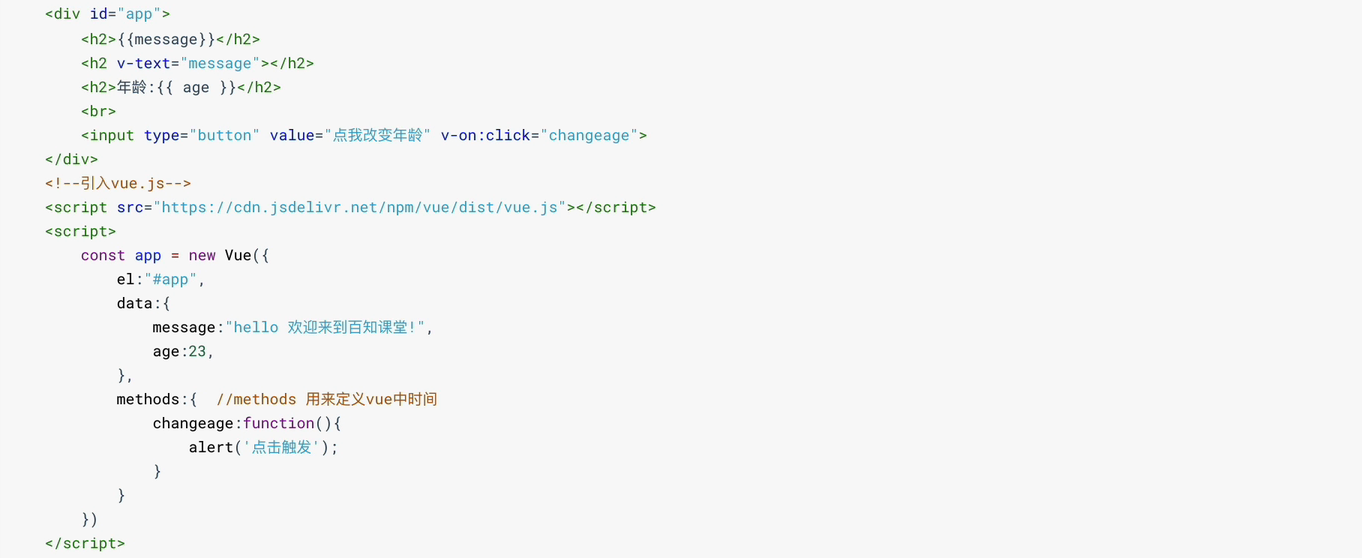 <div id="app">
    <h2>{{message}}</h2>
    <h2 v-text="message"></h2>
    <h2>年龄:{{ age }}</h2>
    <br>
    <input type="button" value="点我改变年龄" v-on:click="changeage">
</div>
<!--引入vue.js-->
<script src="https://cdn.jsdelivr.net/npm/vue/dist/vue.js"></script>
<script>
    const app = new Vue({
        el:"#app",
        data:{
            message:"hello 欢迎来到百知课堂!",
            age:23,
        },
        methods:{  //methods 用来定义vue中时间
            changeage:function(){
                alert('点击触发');
            }
        }
    })
</script>